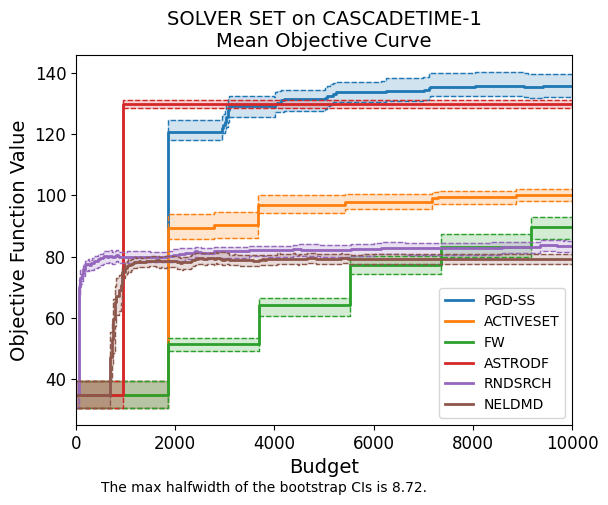 SOLVER SET on CASCADETIME-1
Mean Objective Curve
Objective Function Value
140
120
100
80
60
40
PGD-SS
ACTIVESET
FW
ASTRODF
RNDSRCH
NELDMD
0 2000 4000 6000 8000 10000
Budget
The max halfwidth of the bootstrap CIs is 8.72.